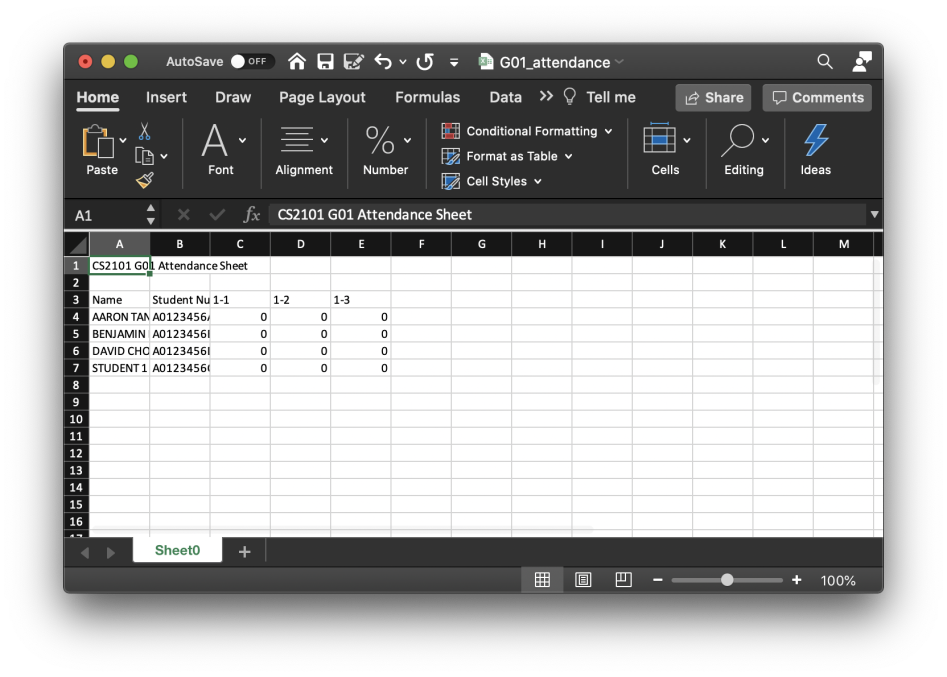 AutoSave OFF G01_attendance
Home Insert Draw Page Layout Formulas Data >> Tell me Share Comments
Paste Font Alignment % Number Conditional Formatting Format as Table Cell Styles Cells Editing Ideas
A1 fx CS2101 G01 Attendance Sheet
A B C D E F G H I J K L M
1 CS2101 G01 Attendance Sheet
2
3 Name Student Nu 1-1 1-2 1-3
4 AARON TAN A0123456A 0 0 0
5 BENJAMIN A0123456 0 0 0
6 DAVID CHO A0123456 0 0 0
7 STUDENT 1 A0123456 0 0 0
8
9
10
11
12
13
14
15
16
17
Sheet0 +
− + 100%